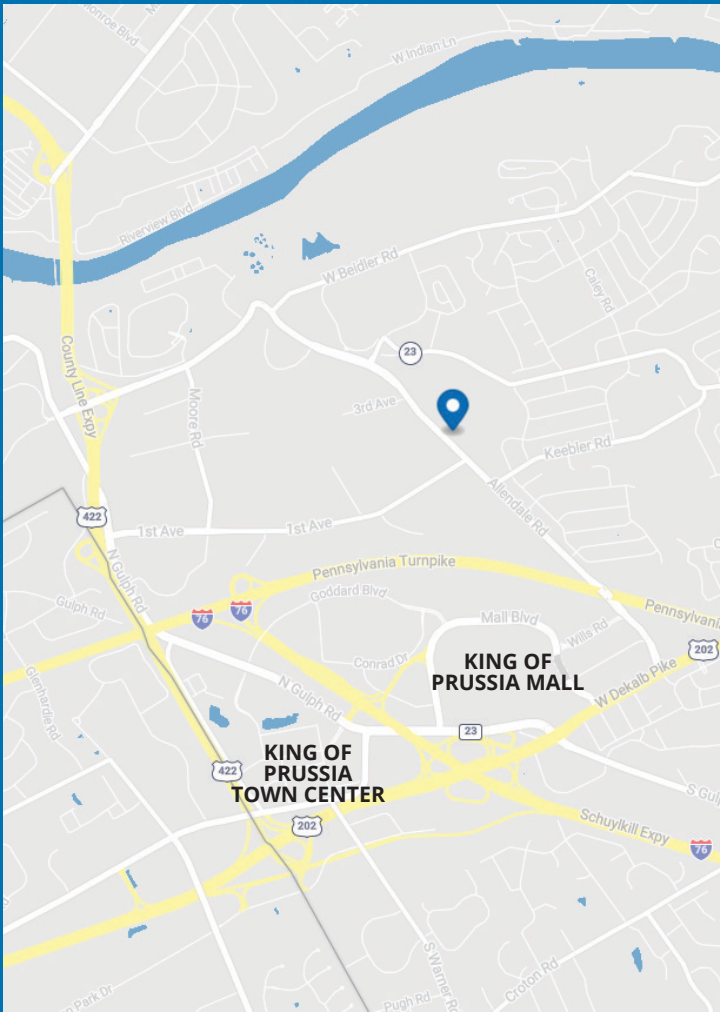 W Indian Ln
Riverview Blvd
W Beidler Rd
Caley Rd
23
County Line Expy
Moore Rd
3rd Ave
Keebler Rd
Allendale Rd
422
1st Ave
1st Ave
N Gulph Rd
Pennsylvania Turnpike
Goddard Blvd
76
76
Gulph Rd
Mall Blvd
Wills Rd
Pennsylvania
202
Glenhardie Rd
Conrad Dr
KING OF
PRUSSIA MALL
W Dekalb Pike
N Gulph Rd
23
KING OF
PRUSSIA
TOWN CENTER
422
202
S Gul
Schuylkill Expy
76
S Warner Rd
Croton Rd
Park Dr
Pugh Rd